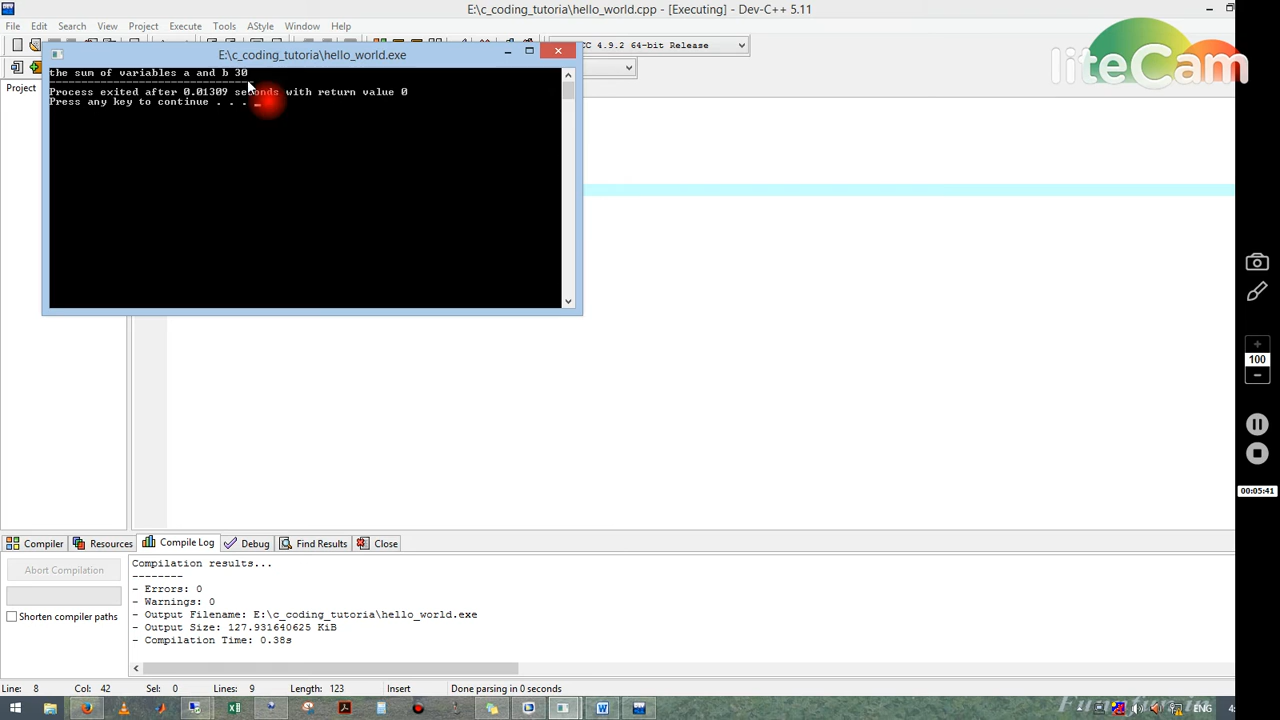 E:\c_coding_tutoria\hello_world.cpp - [Executing] - Dev-C++ 5.11
File Edit Search View Project Execute Tools AStyle Window Help
CC 4.9.2 64-bit Release
liteCam
E:\c_coding_tutoria\hello_world.exe
the sum of variables a and b 30
--------------------------------
Process exited after 0.01309 seconds with return value 0
Press any key to continue . . . _
Project
100
00:05:41
Compiler Resources Compile Log Debug Find Results Close
Abort Compilation
Shorten compiler paths
Compilation results...
--------
- Errors: 0
- Warnings: 0
- Output Filename: E:\c_coding_tutoria\hello_world.exe
- Output Size: 127.931640625 KiB
- Compilation Time: 0.38s
Line: 8 Col: 42 Sel: 0 Lines: 9 Length: 123 Insert Done parsing in 0 seconds
ENG